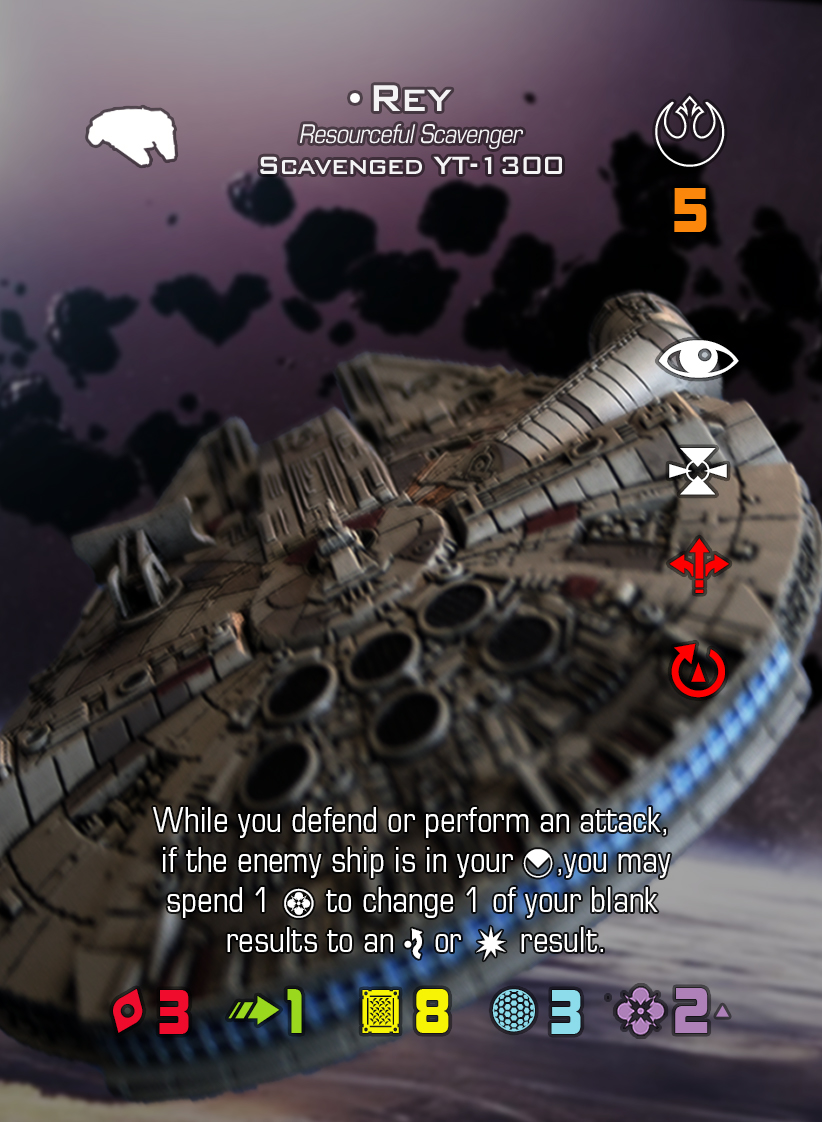 • Rey
Resourceful Scavenger
Scavenged YT-1300
5
While you defend or perform an attack,
if the enemy ship is in your ,you may
spend 1 to change 1 of your blank
results to an or result.
3 1 8 3 2